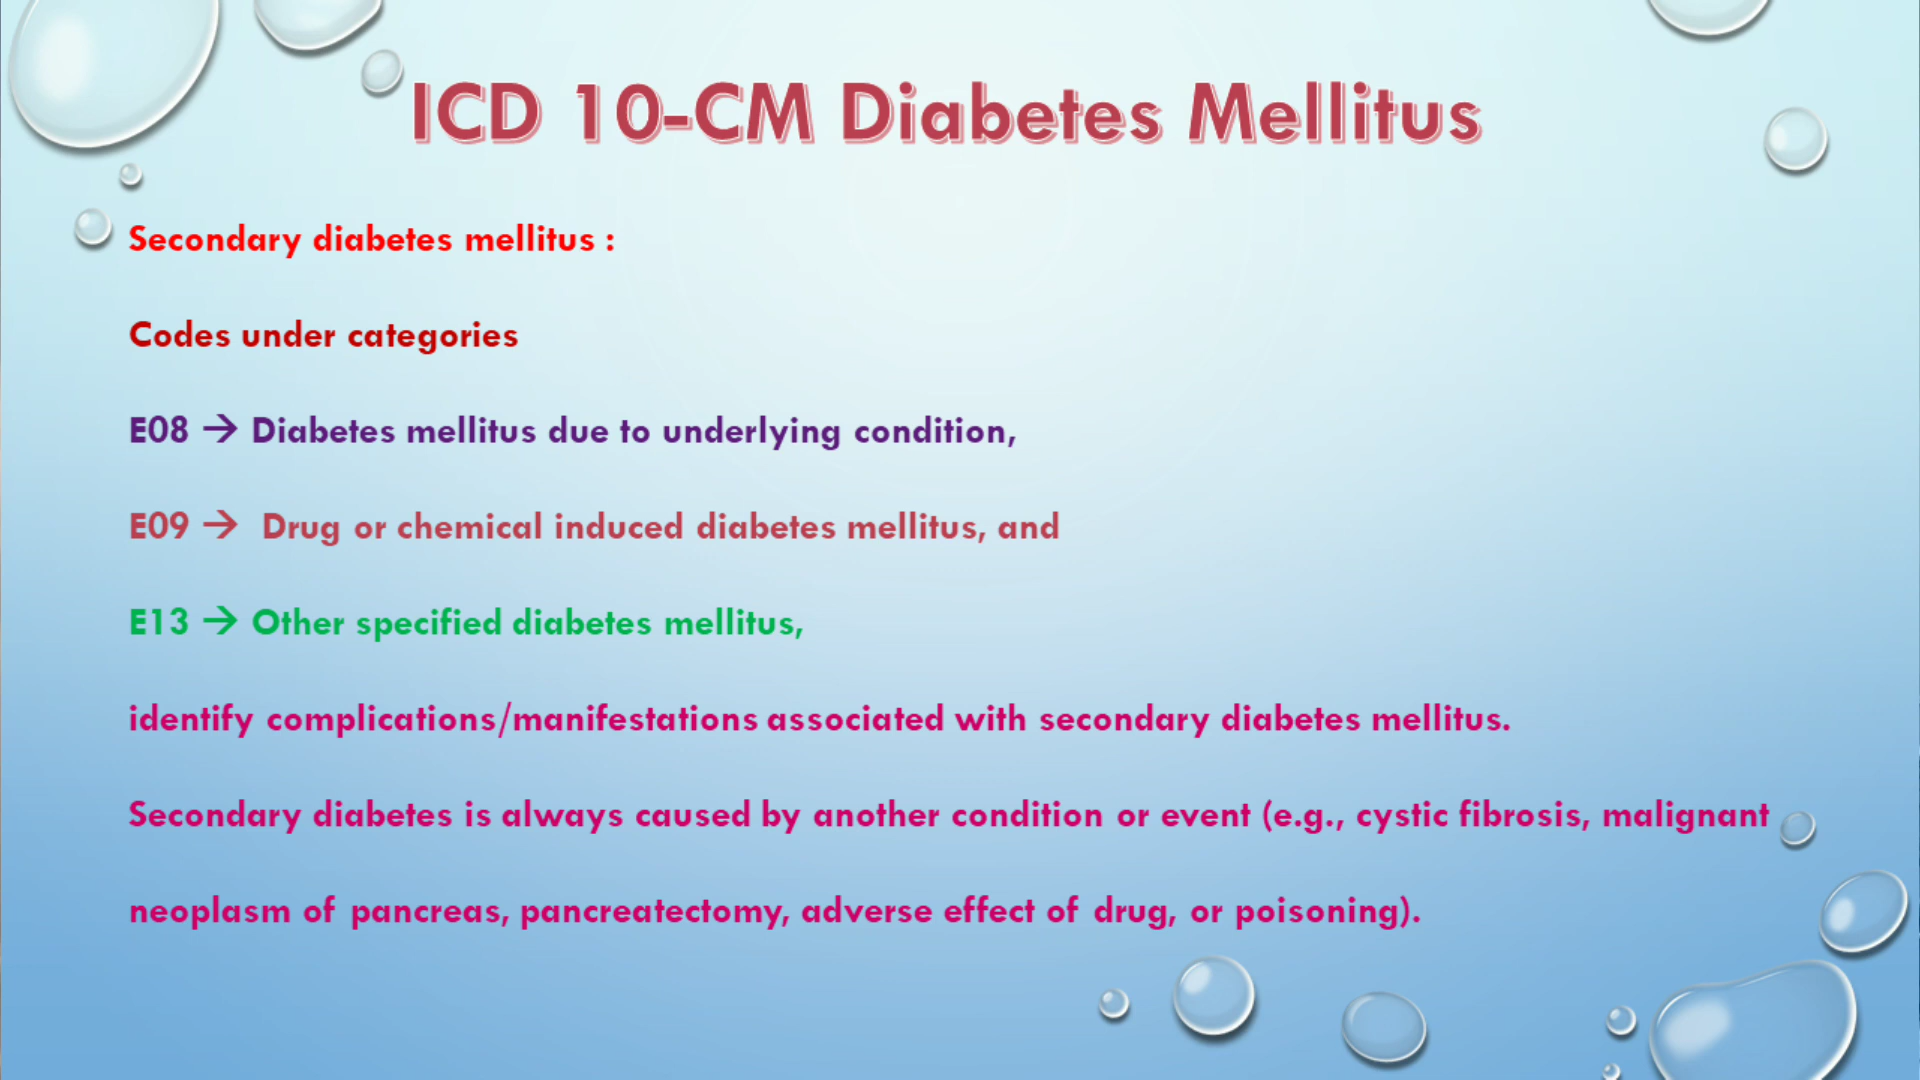 ICD 10-CM Diabetes Mellitus
Secondary diabetes mellitus :
Codes under categories
E08 → Diabetes mellitus due to underlying condition,
E09 → Drug or chemical induced diabetes mellitus, and
E13 → Other specified diabetes mellitus,
identify complications/manifestations associated with secondary diabetes mellitus.
Secondary diabetes is always caused by another condition or event (e.g., cystic fibrosis, malignant
neoplasm of pancreas, pancreatectomy, adverse effect of drug, or poisoning).